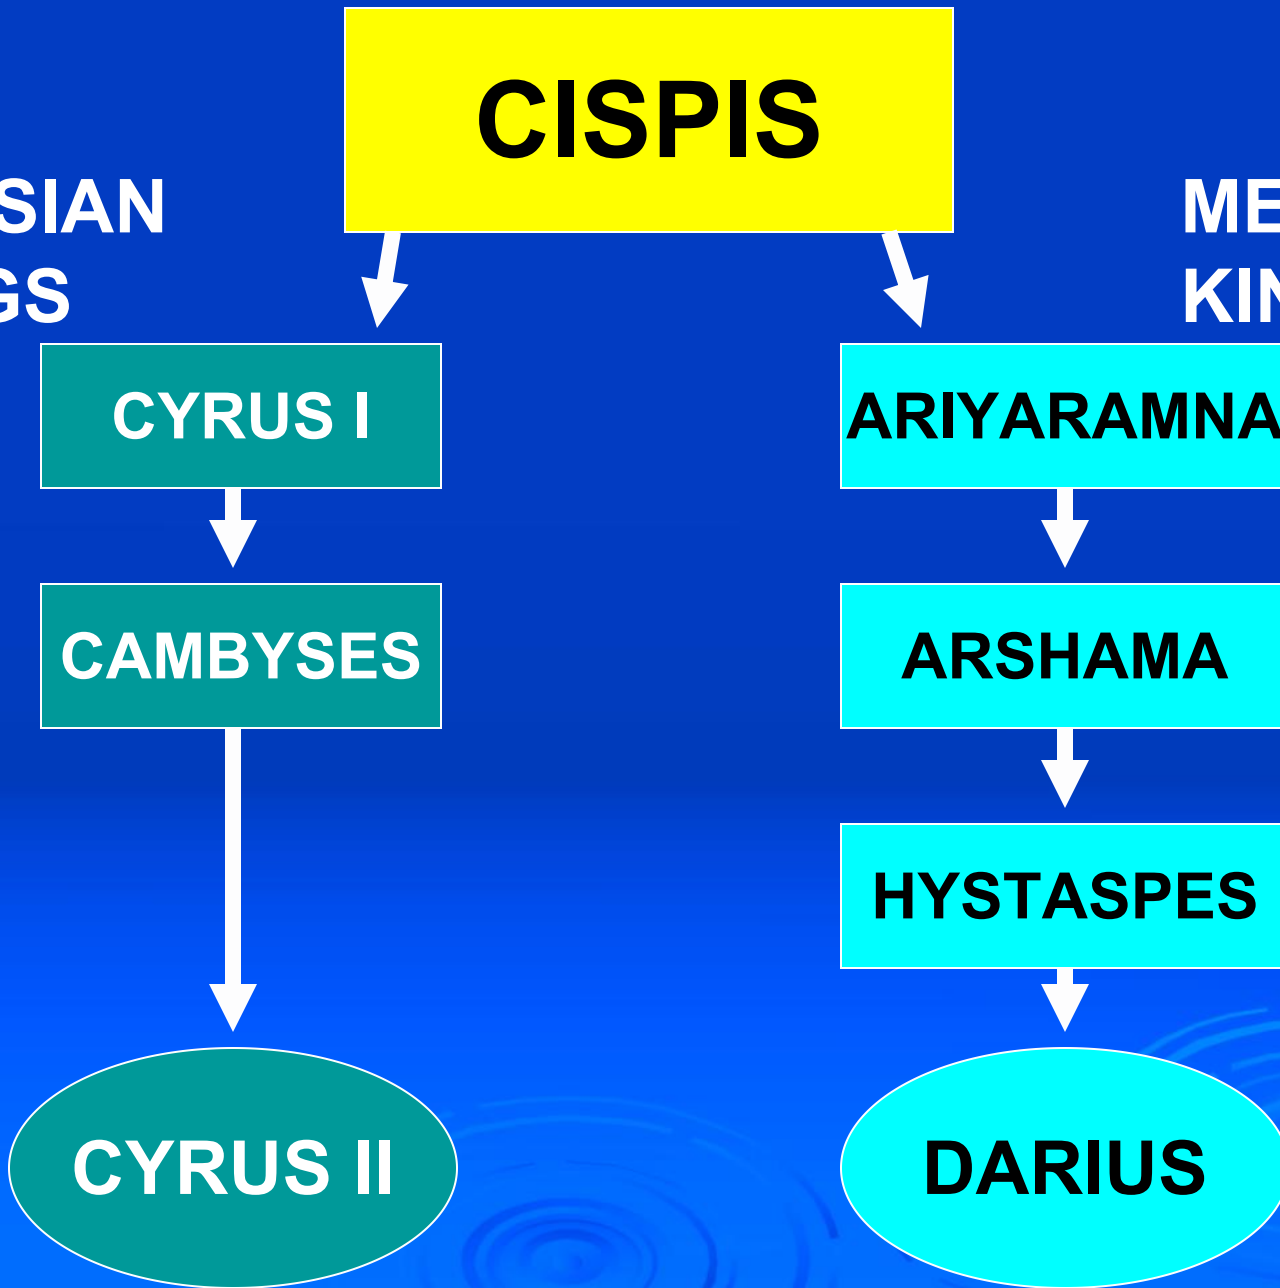 CISPIS
SIAN
GS
ME
KIN
CYRUS I
ARIYARAMNA
CAMBYSES
ARSHAMA
HYSTASPES
CYRUS II
DARIUS